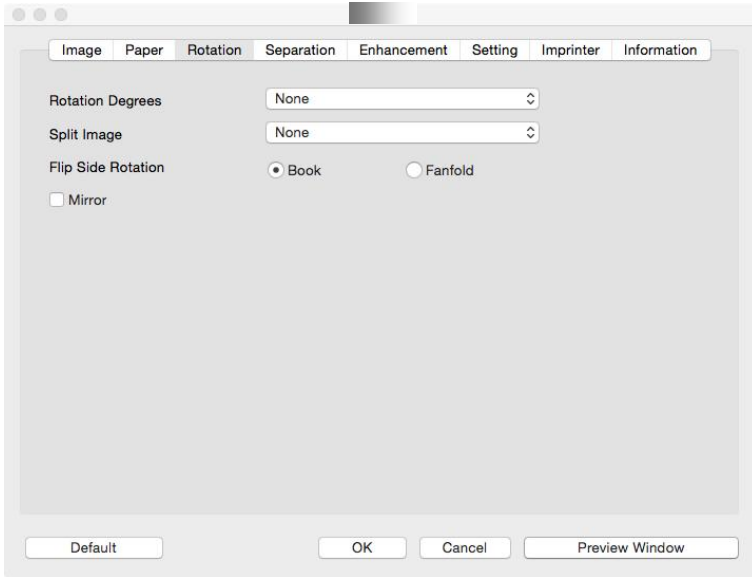 Image Paper Rotation Separation Enhancement Setting Imprinter Information
Rotation Degrees None
Split Image None
Flip Side Rotation Book Fanfold
Mirror
Default OK Cancel Preview Window